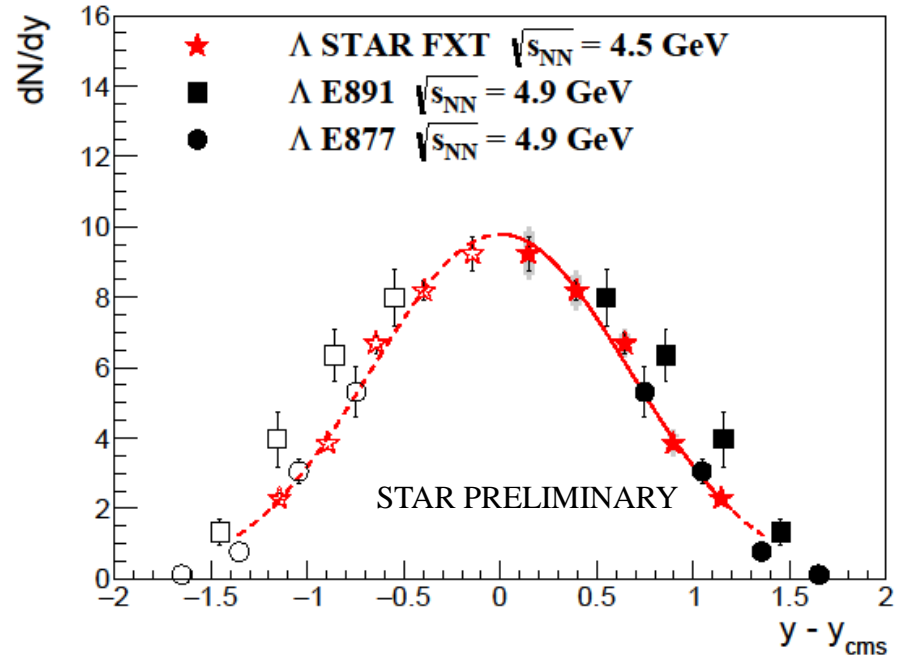 dN/dy
16
14
12
10
8
6
4
2
0
Λ STAR FXT √sNN = 4.5 GeV
Λ E891 √sNN = 4.9 GeV
Λ E877 √sNN = 4.9 GeV
STAR PRELIMINARY
−2 −1.5 −1 −0.5 0 0.5 1 1.5 2
y - ycms